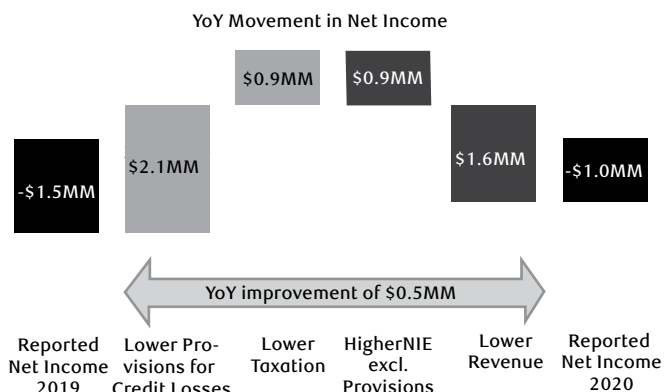 YoY Movement in Net Income
$0.9MM
$0.9MM
-$1.5MM
$2.1MM
$1.6MM
-$1.0MM
YoY improvement of $0.5MM
Reported
Net Income
2019
Lower Pro-
visions for
Credit Losses
Lower
Taxation
HigherNIE
excl.
Provisions
Lower
Revenue
Reported
Net Income
2020